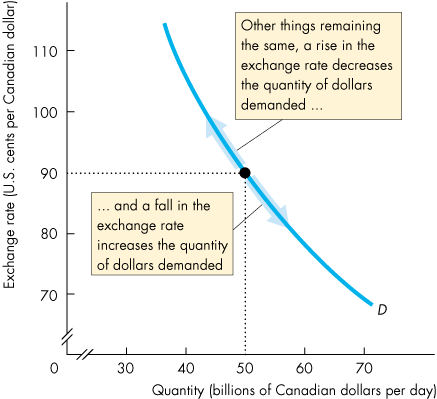 Exchange rate (U.S. cents per Canadian dollar)
110
100
90
80
70
0
30
40
50
60
70
Quantity (billions of Canadian dollars per day)
Other things remaining
the same, a rise in the
exchange rate decreases
the quantity of dollars
demanded ...
... and a fall in the
exchange rate
increases the quantity
of dollars demanded
D